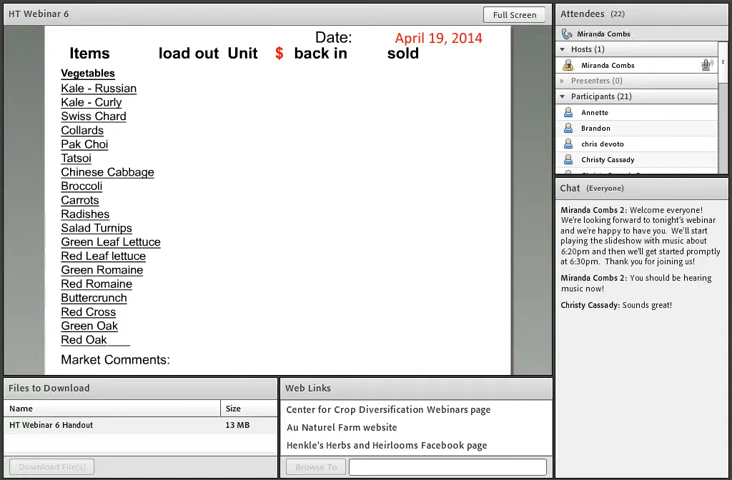 HT Webinar 6
Full Screen
Date: April 19, 2014
Items load out Unit $ back in sold
Vegetables
Kale - Russian
Kale - Curly
Swiss Chard
Collards
Pak Choi
Tatsoi
Chinese Cabbage
Broccoli
Carrots
Radishes
Salad Turnips
Green Leaf Lettuce
Red Leaf lettuce
Green Romaine
Red Romaine
Buttercrunch
Red Cross
Green Oak
Red Oak
Market Comments:
Files to Download
Name Size
HT Webinar 6 Handout 13 MB
Download File(s)
Web Links
Center for Crop Diversification Webinars page
Au Naturel Farm website
Henkle's Herbs and Heirlooms Facebook page
Browse To
Attendees (22)
Miranda Combs
Hosts (1)
Miranda Combs
Presenters (0)
Participants (21)
Annette
Brandon
chris devoto
Christy Cassady
Chat (Everyone)
Miranda Combs 2: Welcome everyone!
We're looking forward to tonight's webinar
and we're happy to have you. We'll start
playing the slideshow with music about
6:20pm and then we'll get started promptly
at 6:30pm. Thank you for joining us!
Miranda Combs 2: You should be hearing
music now!
Christy Cassady: Sounds great!